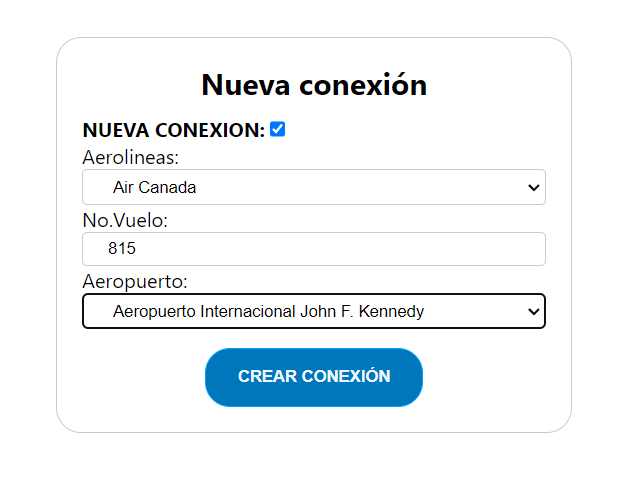 Nueva conexión
NUEVA CONEXION:
Aerolineas:
Air Canada
No.Vuelo:
815
Aeropuerto:
Aeropuerto Internacional John F. Kennedy
CREAR CONEXIÓN